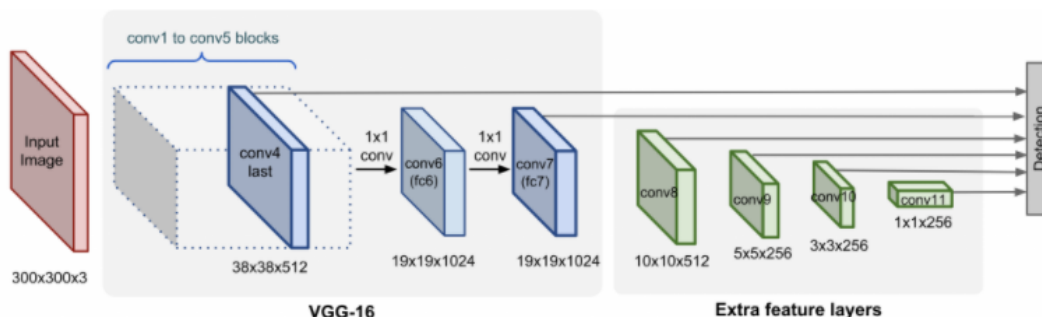 conv1 to conv5 blocks
Input
Image
300x300x3
conv4
last
38x38x512
1x1
conv
conv6
(fc6)
19x19x1024
1x1
conv
conv7
(fc7)
19x19x1024
VGG-16
conv8
10x10x512
conv9
5x5x256
conv10
3x3x256
conv11
1x1x256
Extra feature layers
Detection